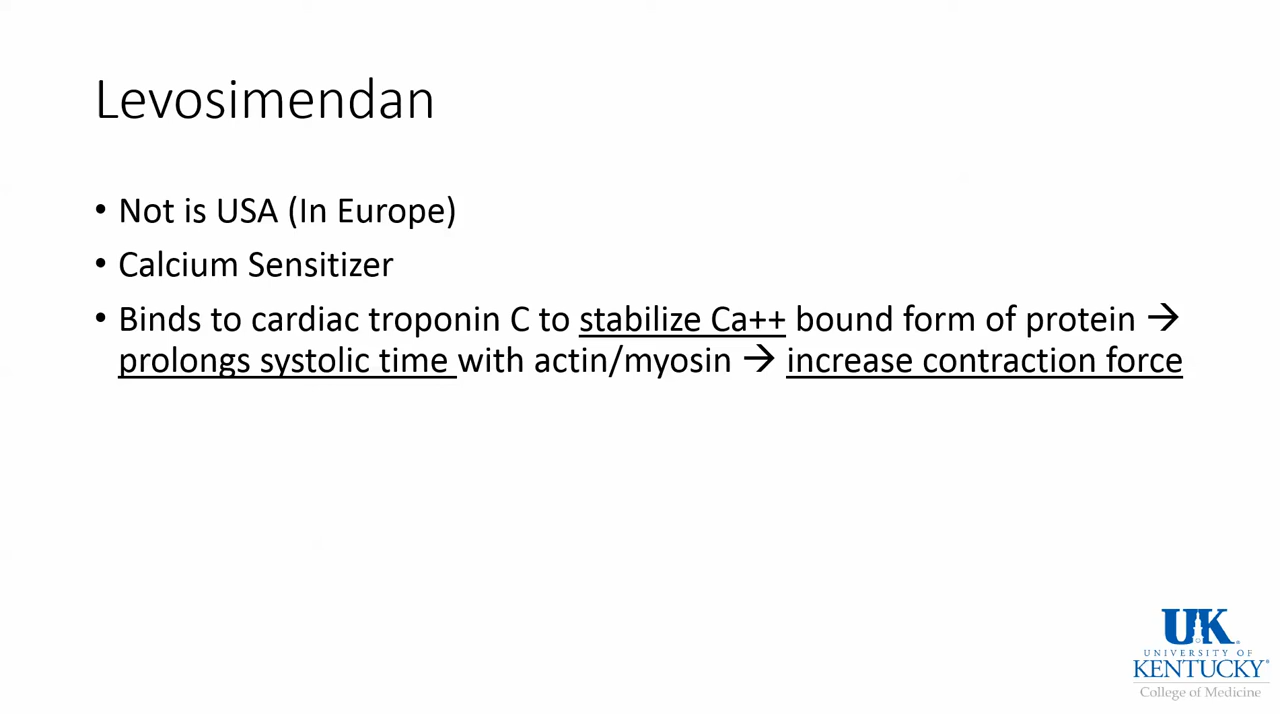 Levosimendan
• Not is USA (In Europe)
• Calcium Sensitizer
• Binds to cardiac troponin C to stabilize Ca++ bound form of protein →
prolongs systolic time with actin/myosin → increase contraction force
UK
UNIVERSITY OF
KENTUCKY®
College of Medicine